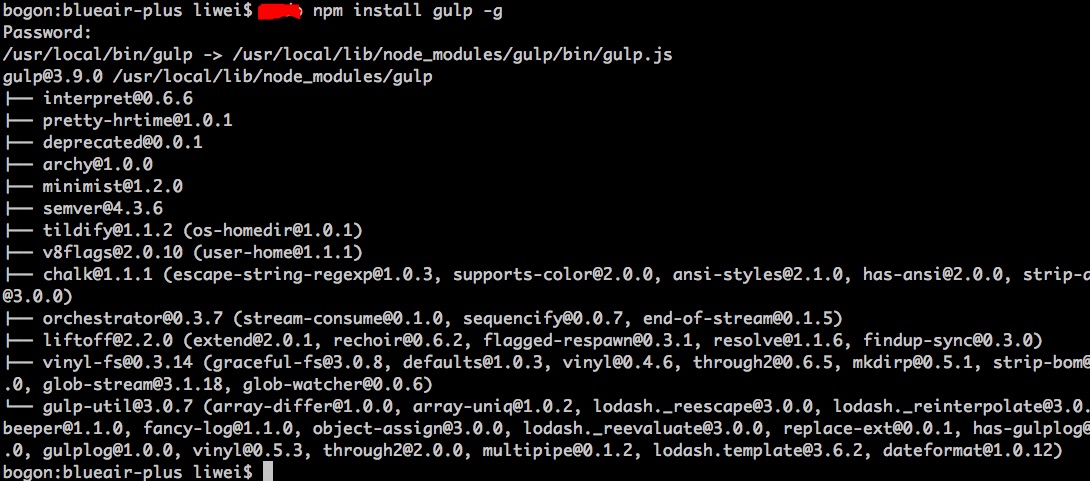 bogon:blueair-plus liwei$ npm install gulp -g
Password:
/usr/local/bin/gulp -> /usr/local/lib/node_modules/gulp/bin/gulp.js
gulp@3.9.0 /usr/local/lib/node_modules/gulp
├── interpret@0.6.6
├── pretty-hrtime@1.0.1
├── deprecated@0.0.1
├── archy@1.0.0
├── minimist@1.2.0
├── semver@4.3.6
├── tildify@1.1.2 (os-homedir@1.0.1)
├── v8flags@2.0.10 (user-home@1.1.1)
├── chalk@1.1.1 (escape-string-regexp@1.0.3, supports-color@2.0.0, ansi-styles@2.1.0, has-ansi@2.0.0, strip-a
@3.0.0)
├── orchestrator@0.3.7 (stream-consume@0.1.0, sequencify@0.0.7, end-of-stream@0.1.5)
├── liftoff@2.2.0 (extend@2.0.1, rechoir@0.6.2, flagged-respawn@0.3.1, resolve@1.1.6, findup-sync@0.3.0)
├── vinyl-fs@0.3.14 (graceful-fs@3.0.8, defaults@1.0.3, vinyl@0.4.6, through2@0.6.5, mkdirp@0.5.1, strip-bom@
.0, glob-stream@3.1.18, glob-watcher@0.0.6)
└── gulp-util@3.0.7 (array-differ@1.0.0, array-uniq@1.0.2, lodash._reescape@3.0.0, lodash._reinterpolate@3.0.
beeper@1.1.0, fancy-log@1.1.0, object-assign@3.0.0, lodash._reevaluate@3.0.0, replace-ext@0.0.1, has-gulplog@
.0, gulplog@1.0.0, vinyl@0.5.3, through2@2.0.0, multipipe@0.1.2, lodash.template@3.6.2, dateformat@1.0.12)
bogon:blueair-plus liwei$